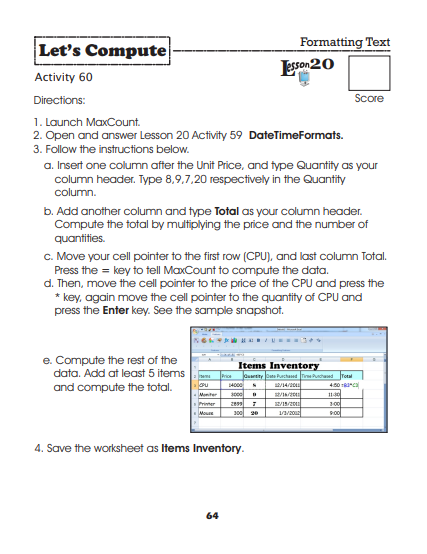 Let's Compute
Formatting Text
Lesson 20
Activity 60
Score
Directions:
1. Launch MaxCount.
2. Open and answer Lesson 20 Activity 59 DateTimeFormats.
3. Follow the instructions below.
a. Insert one column after the Unit Price, and type Quantity as your
column header. Type 8,9,7,20 respectively in the Quantity
column.
b. Add another column and type Total as your column header.
Compute the total by multiplying the price and the number of
quantities.
c. Move your cell pointer to the first row (CPU), and last column Total.
Press the = key to tell MaxCount to compute the data.
d. Then, move the cell pointer to the price of the CPU and press the
* key, again move the cell pointer to the quantity of CPU and
press the Enter key. See the sample snapshot.
e. Compute the rest of the
data. Add at least 5 items
and compute the total.
Items Inventory
Items Price Quantity Date Purchased Time Purchased Total
CPU 14000 8 12/14/2011 4:50 =B3*C3
Monitor 3000 9 12/16/2011 11:30
Printer 2899 7 12/15/2011 3:00
Mouse 300 20 1/3/2012 9:00
4. Save the worksheet as Items Inventory.
64